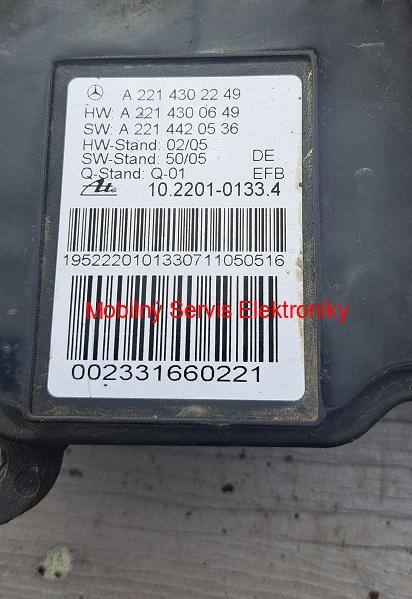 A 221 430 22 49
HW: A 221 430 06 49
SW: A 221 442 05 36
HW-Stand: 02/05
SW-Stand: 50/05 DE
Q-Stand: Q-01 EFB
Ate 10.2201-0133.4
1952220101330711050516
Mobilný Servis Elektroniky
002331660221